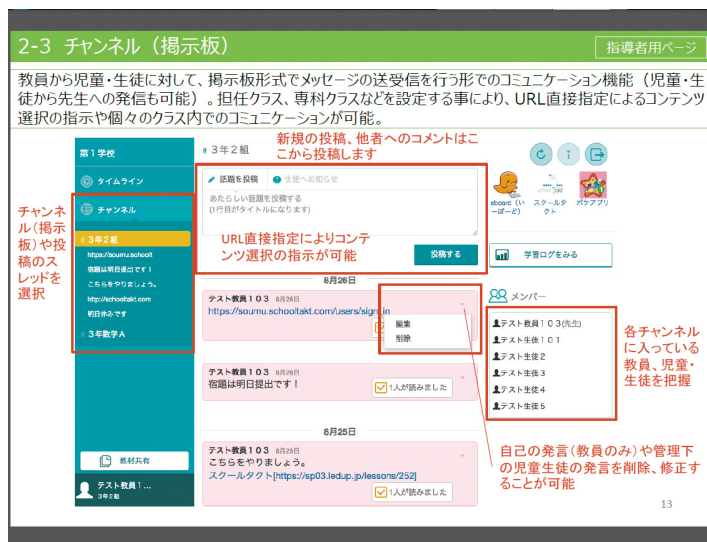 2-3 チャンネル（掲示板）
指導者用ページ
教員から児童・生徒に対して、掲示板形式でメッセージの送受信を行う形でのコミュニケーション機能（児童・生
徒から先生への発信も可能）。担任クラス、専科クラスなどを設定する事により、URL直接指定によるコンテンツ
選択の指示や個々のクラス内でのコミュニケーションが可能。
チャンネ
ル（掲示
板）や投
稿のス
レッドを
選択
第1学校
タイムライン
チャンネル
# 3年2組
https://soumu.schoolt
宿題は明日提出です！
こちらをやりましょう。
http://schooltakt.com
明日休みです
# 3年数学A
教材共有
テスト教員1...
3年2組
# 3年2組
新規の投稿、他者へのコメントはこ
こから投稿します
話題を投稿
生徒へお知らせ
あたらしい話題を投稿する
(1行目がタイトルになります)
URL直接指定によりコンテ
ンツ選択の指示が可能
投稿する
8月26日
テスト教員103 8月26日
https://soumu.schooltakt.com/users/sign_in
編集
削除
テスト教員103 8月26日
宿題は明日提出です！
1人が読みました
8月25日
テスト教員103 8月25日
こちらをやりましょう。
スクールタクト[https://sp03.ledup.jp/lessons/252]
1人が読みました
eboard（い
ーぼーど）
スクールタ
クト
ポケアプリ
学習ログをみる
メンバー
テスト教員103(先生)
テスト生徒101
テスト生徒2
テスト生徒3
テスト生徒4
テスト生徒5
各チャンネル
に入っている
教員、児童・
生徒を把握
自己の発言（教員のみ）や管理下
の児童生徒の発言を削除、修正す
ることが可能
13